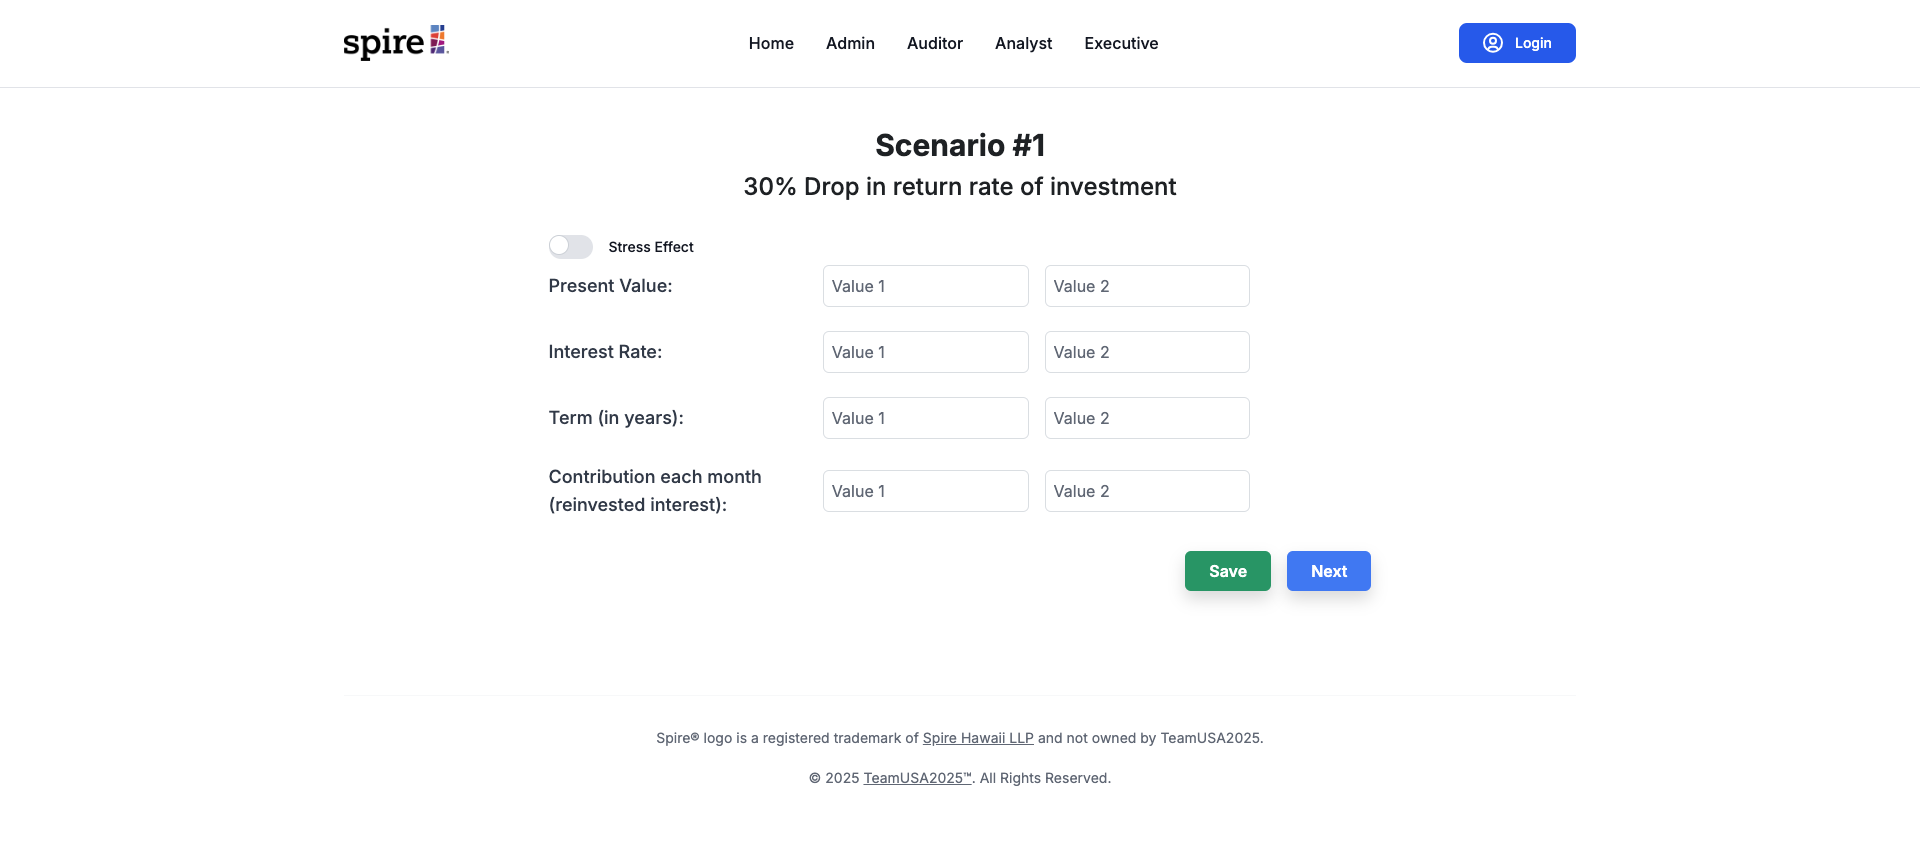 spire
Home Admin Auditor Analyst Executive
Login
Scenario #1
30% Drop in return rate of investment
Stress Effect
Present Value: Value 1 Value 2
Interest Rate: Value 1 Value 2
Term (in years): Value 1 Value 2
Contribution each month
(reinvested interest): Value 1 Value 2
Save Next
Spire® logo is a registered trademark of Spire Hawaii LLP and not owned by TeamUSA2025.
© 2025 TeamUSA2025™. All Rights Reserved.